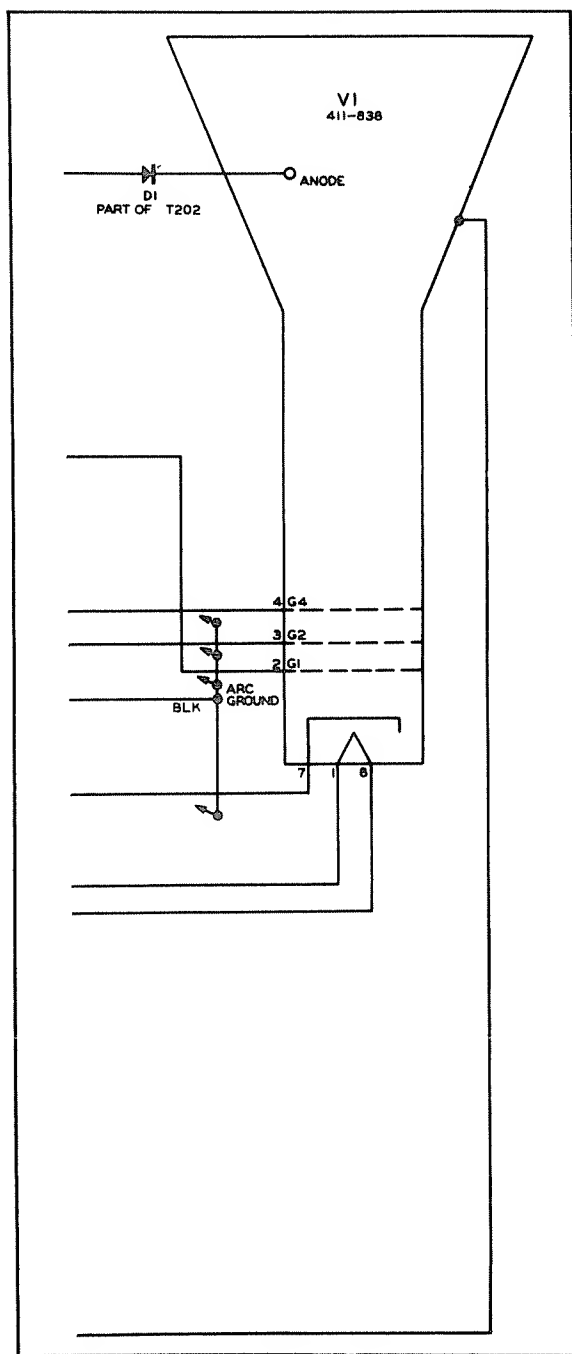 V1
411-838
ANODE
D1
PART OF T202
4 G4
3 G2
2 G1
ARC
GROUND
BLK
7 1 8